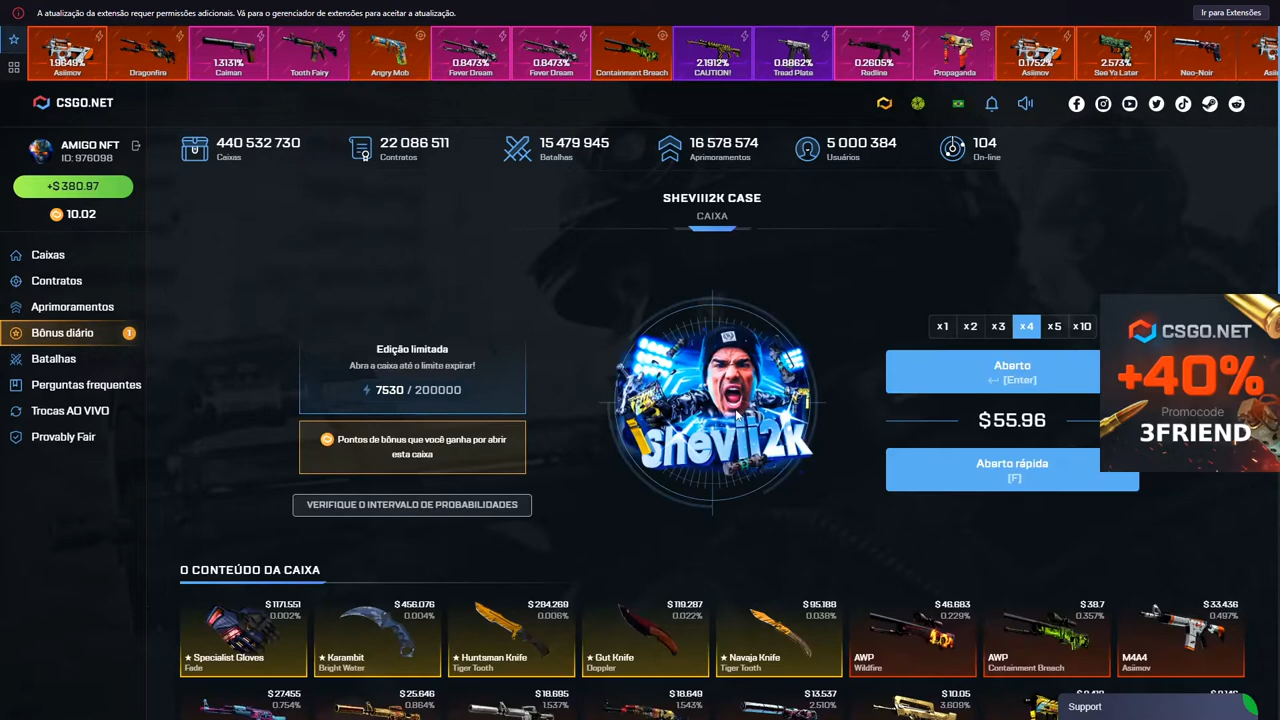 A atualização da extensão requer permissões adicionais. Vá para o gerenciador de extensões para aceitar a atualização.
Ir para Extensões
Asiimov
Dragonfire
1.3131%
Caiman
Tooth Fairy
Angry Mob
0.8473%
Fever Dream
0.8473%
Fever Dream
Containment Breach
2.1912%
CAUTION!
0.8862%
Tread Plate
0.2605%
Redline
Propaganda
0.1752%
Asiimov
2.573%
See Ya Later
Neo-Noir
CSGO.NET
AMIGO NFT
ID: 976098
+$ 380.97
10.02
440 532 730
Caixas
22 086 511
Contratos
15 479 945
Batalhas
16 578 574
Aprimoramentos
5 000 384
Usuários
104
On-line
Caixas
Contratos
Aprimoramentos
Bônus diário
1
Batalhas
Perguntas frequentes
Trocas AO VIVO
Provably Fair
SHEVIII2K CASE
CAIXA
Edição limitada
Abra a caixa até o limite expirar!
7530 / 200000
Pontos de bônus que você ganha por abrir
esta caixa
VERIFIQUE O INTERVALO DE PROBABILIDADES
shevii2k
x1
x2
x3
x4
x5
x10
Aberto
[Enter]
$ 55.96
Aberto rápida
[F]
CSGO.NET
+40%
Promocode
3FRIEND
O CONTEÚDO DA CAIXA
$ 1171.551
0.002%
★ Specialist Gloves
Fade
$ 456.076
0.004%
★ Karambit
Bright Water
$ 284.269
0.006%
★ Huntsman Knife
Tiger Tooth
$ 119.287
0.022%
★ Gut Knife
Doppler
$ 95.188
0.038%
★ Navaja Knife
Tiger Tooth
$ 46.683
0.229%
AWP
Wildfire
$ 38.7
0.357%
AWP
Containment Breach
$ 33.436
0.497%
M4A4
Asiimov
$ 27.455
0.754%
$ 25.646
0.864%
$ 18.695
1.537%
$ 18.649
1.543%
$ 13.537
2.510%
$ 10.05
3.609%
Support